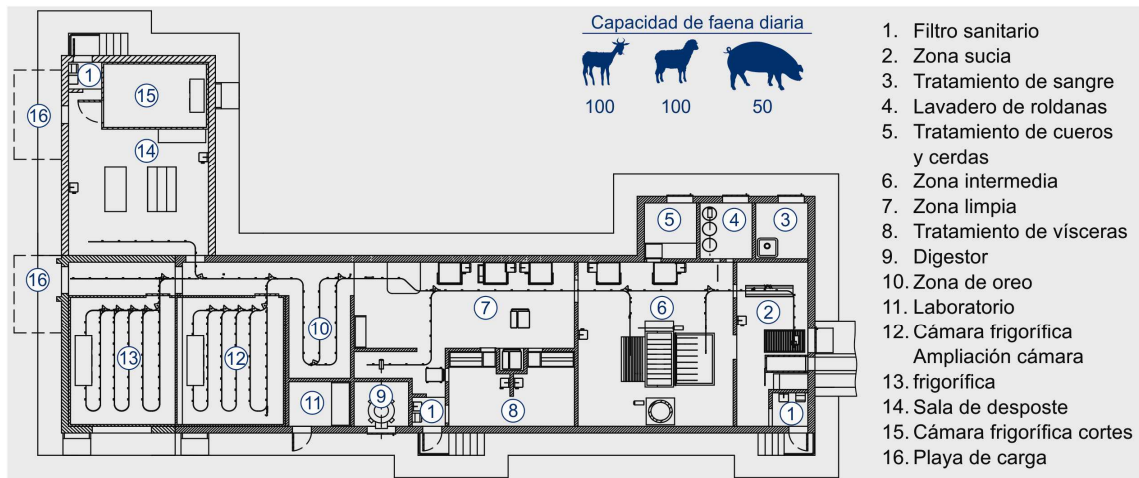 Capacidad de faena diaria
100 100 50
1. Filtro sanitario
2. Zona sucia
3. Tratamiento de sangre
4. Lavadero de roldanas
5. Tratamiento de cueros
y cerdas
6. Zona intermedia
7. Zona limpia
8. Tratamiento de vísceras
9. Digestor
10. Zona de oreo
11. Laboratorio
12. Cámara frigorífica
Ampliación cámara
13. frigorífica
14. Sala de desposte
15. Cámara frigorífica cortes
16. Playa de carga
1
15
16
14
5
4
3
16
7
6
2
10
13
12
11
9
1
8
1